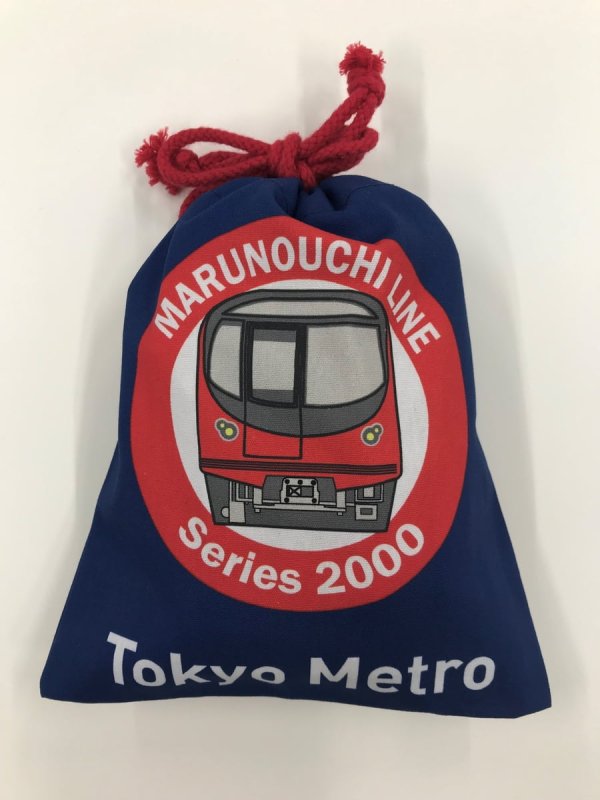 MARUNOUCHI LINE
Series 2000
Tokyo Metro